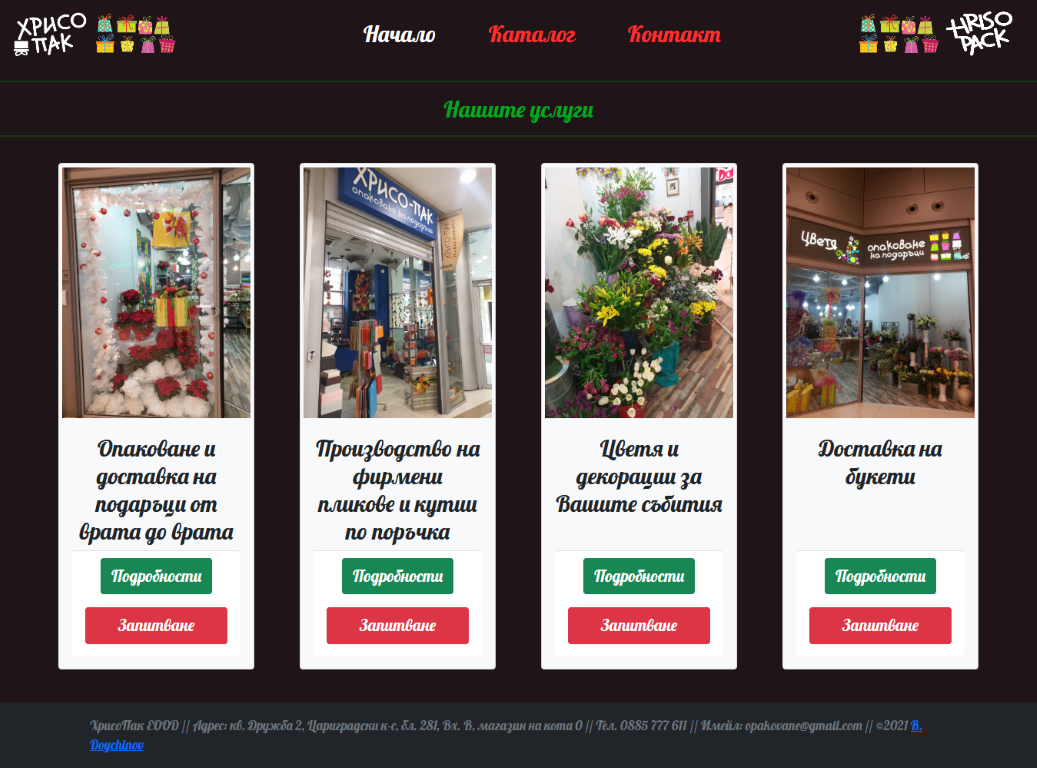 ХРИСО
ПАК
Начало
Каталог
Контакт
HRISO
PACK
Нашите услуги
ХРИСО-ПАК
опаковане на подаръци
DO
Цветя
опаковане
на подаръци
Опаковане и
доставка на
подаръци от
врата до врата
Подробности
Запитване
Производство на
фирмени
пликове и кутии
по поръчка
Подробности
Запитване
Цветя и
декорации за
Вашите събития
Подробности
Запитване
Доставка на
букети
Подробности
Запитване
ХрисоПак ЕООД // Адрес: кв. Дружба 2, Цариградски к-с, бл. 281, Вх. В, магазин на кота 0 // Тел. 0885 777 611 // Имейл: opakovane@gmail.com // ©2021 B.
Doychinov